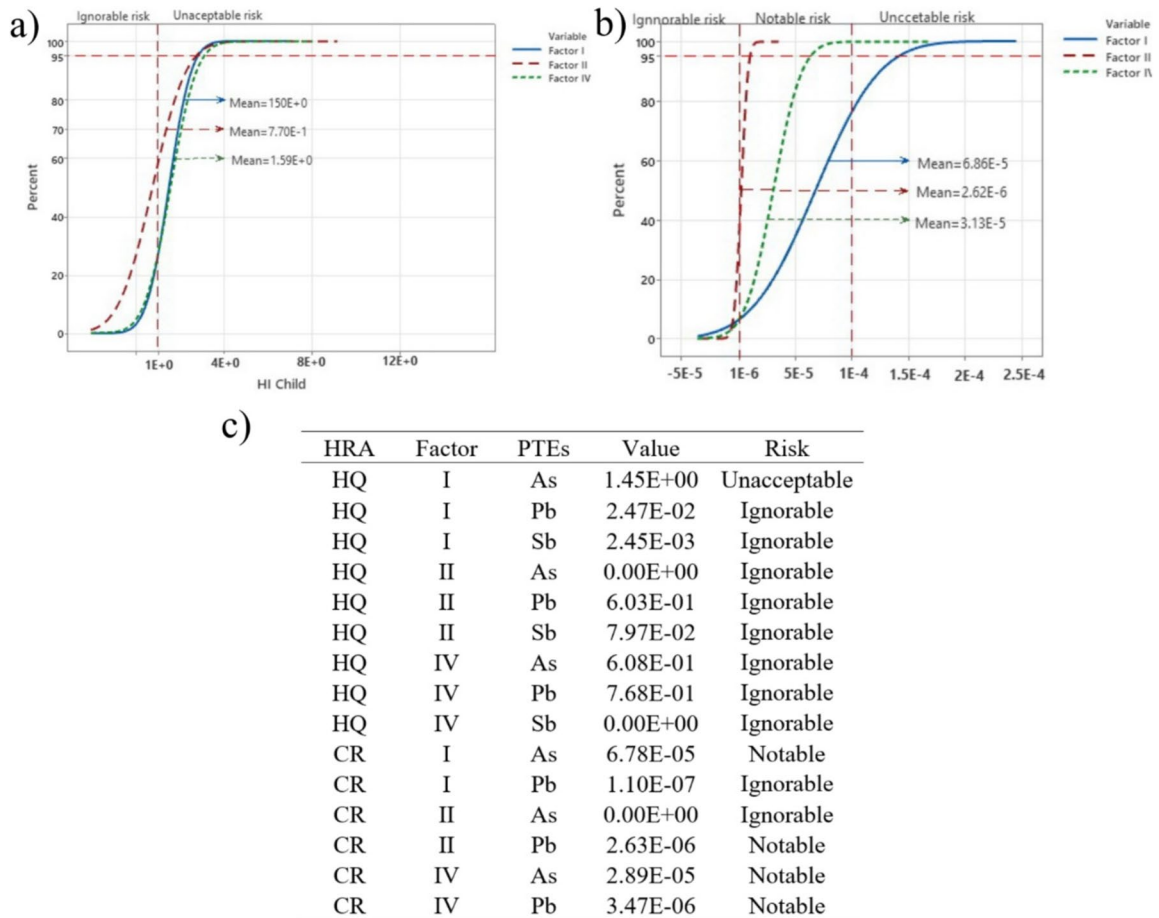 a)
Ignorable risk Unaceptable risk
Variable
Factor I
Factor II
Factor IV
100
95
80
70
60
40
20
0
Percent
Mean=150E+0
Mean=7.70E-1
Mean=1.59E+0
1E+0 4E+0 8E+0 12E+0
HI Child
b)
Ignnorable risk Notable risk Unccetable risk
Variable
Factor I
Factor II
Factor IV
100
95
80
60
40
20
0
Percent
Mean=6.86E-5
Mean=2.62E-6
Mean=3.13E-5
-5E-5 1E-6 5E-5 1E-4 1.5E-4 2E-4 2.5E-4
c)
HRA Factor PTEs Value Risk
HQ I As 1.45E+00 Unacceptable
HQ I Pb 2.47E-02 Ignorable
HQ I Sb 2.45E-03 Ignorable
HQ II As 0.00E+00 Ignorable
HQ II Pb 6.03E-01 Ignorable
HQ II Sb 7.97E-02 Ignorable
HQ IV As 6.08E-01 Ignorable
HQ IV Pb 7.68E-01 Ignorable
HQ IV Sb 0.00E+00 Ignorable
CR I As 6.78E-05 Notable
CR I Pb 1.10E-07 Ignorable
CR II As 0.00E+00 Ignorable
CR II Pb 2.63E-06 Notable
CR IV As 2.89E-05 Notable
CR IV Pb 3.47E-06 Notable